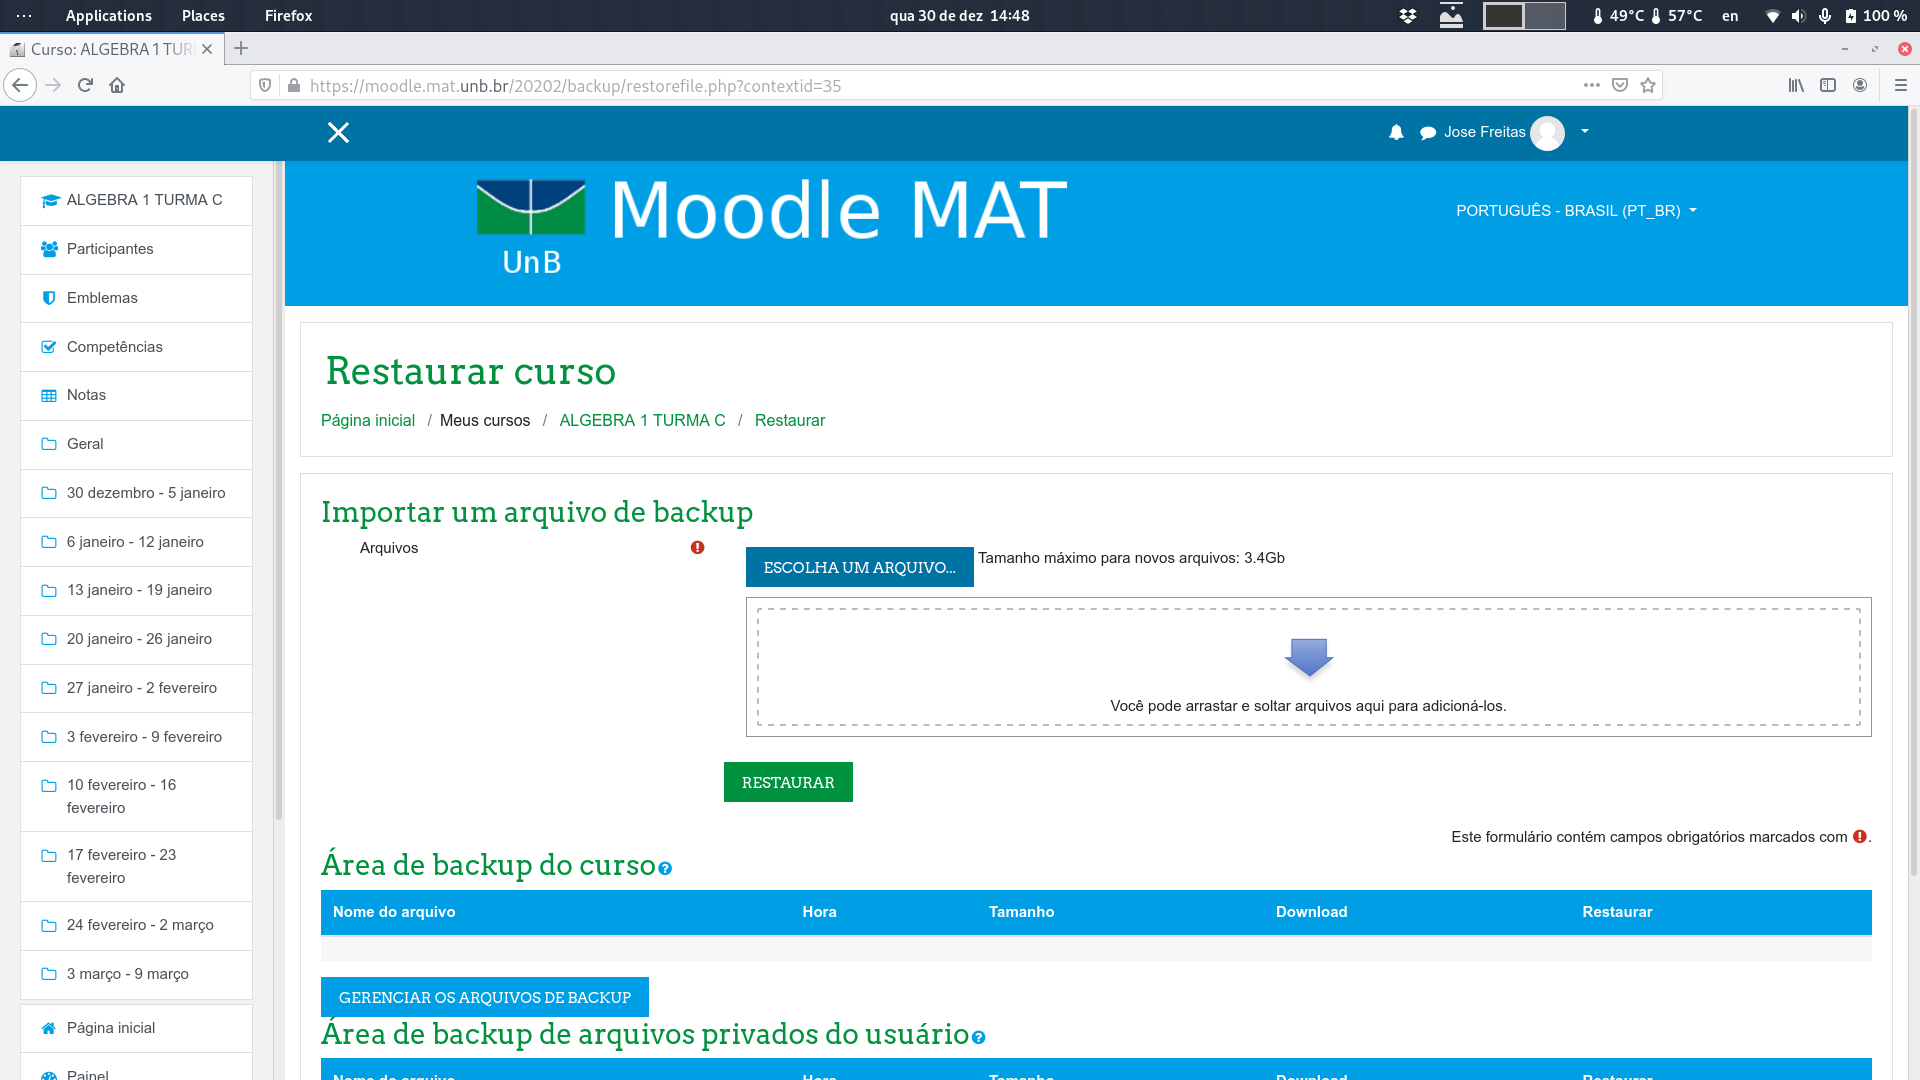 Applications Places Firefox qua 30 de dez 14:48 49°C 57°C en 100 %
Curso: ALGEBRA 1 TUR
https://moodle.mat.unb.br/20202/backup/restorefile.php?contextid=35
Jose Freitas
Moodle MAT
UnB
PORTUGUÊS - BRASIL (PT_BR)
ALGEBRA 1 TURMA C
Participantes
Emblemas
Competências
Notas
Geral
30 dezembro - 5 janeiro
6 janeiro - 12 janeiro
13 janeiro - 19 janeiro
20 janeiro - 26 janeiro
27 janeiro - 2 fevereiro
3 fevereiro - 9 fevereiro
10 fevereiro - 16
fevereiro
17 fevereiro - 23
fevereiro
24 fevereiro - 2 março
3 março - 9 março
Página inicial
Painel
Restaurar curso
Página inicial / Meus cursos / ALGEBRA 1 TURMA C / Restaurar
Importar um arquivo de backup
Arquivos
ESCOLHA UM ARQUIVO... Tamanho máximo para novos arquivos: 3.4Gb
Você pode arrastar e soltar arquivos aqui para adicioná-los.
RESTAURAR
Este formulário contém campos obrigatórios marcados com .
Área de backup do curso
Nome do arquivo Hora Tamanho Download Restaurar
GERENCIAR OS ARQUIVOS DE BACKUP
Área de backup de arquivos privados do usuário
Nome do arquivo Hora Tamanho Download Restaurar